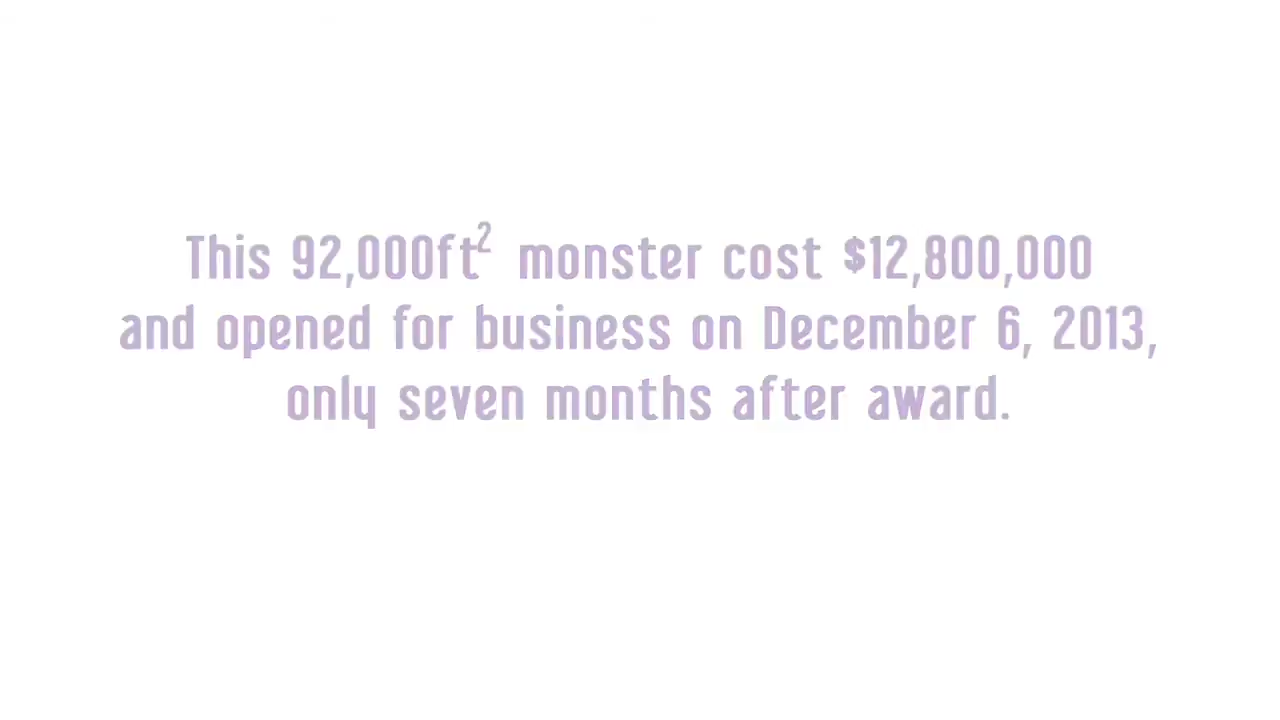 This 92,000ft² monster cost $12,800,000
and opened for business on December 6, 2013,
only seven months after award.